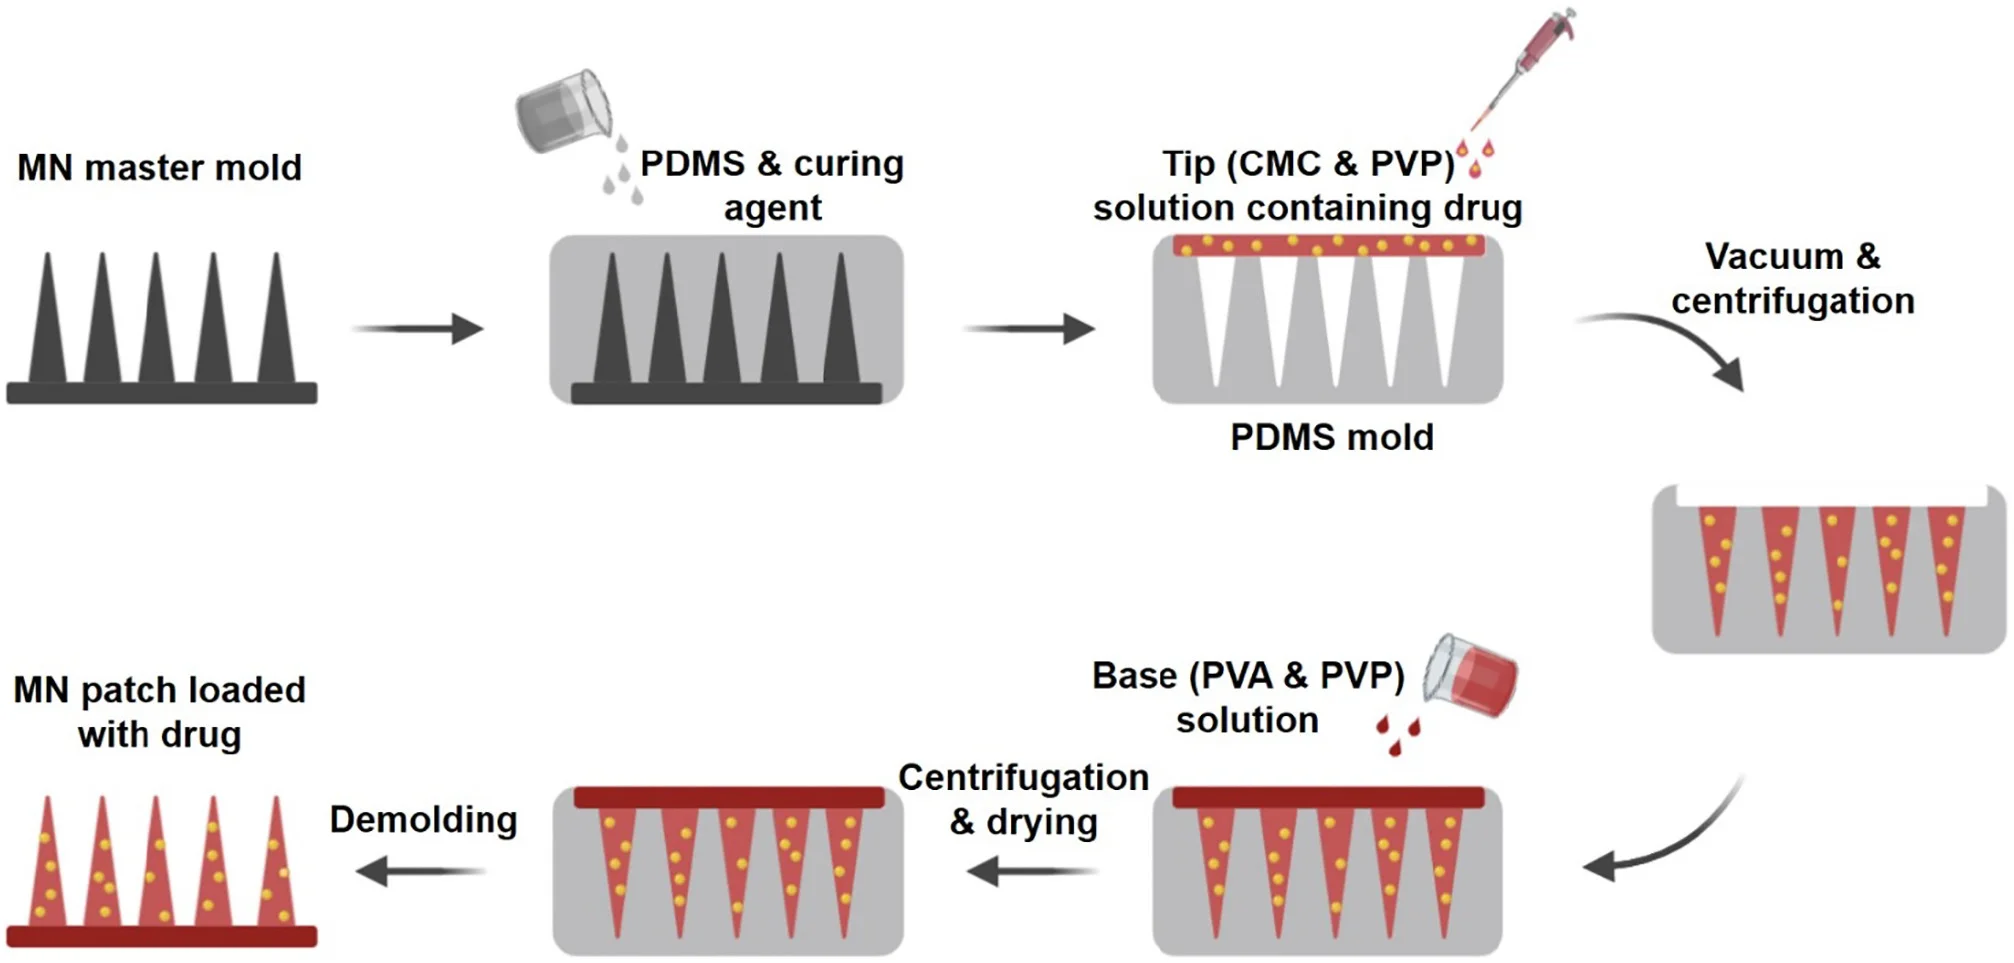 MN master mold
PDMS & curing
agent
Tip (CMC & PVP)
solution containing drug
PDMS mold
Vacuum &
centrifugation
Base (PVA & PVP)
solution
Centrifugation
& drying
Demolding
MN patch loaded
with drug